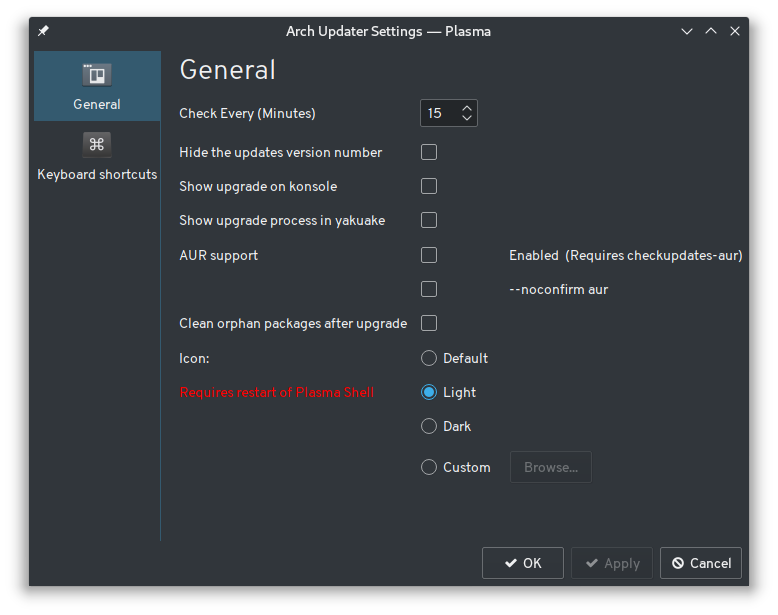 Arch Updater Settings — Plasma
General
Keyboard shortcuts
General
Check Every (Minutes) 15
Hide the updates version number
Show upgrade on konsole
Show upgrade process in yakuake
AUR support Enabled (Requires checkupdates-aur)
--noconfirm aur
Clean orphan packages after upgrade
Icon: Default
Requires restart of Plasma Shell Light
Dark
Custom Browse...
OK Apply Cancel